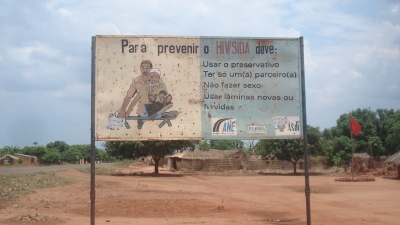 Para prevenir o HIV/SIDA deve:
Usar o preservativo
Ter só um(a) parceiro(a)
Não fazer sexo
Usar lâminas novas ou
fervidas